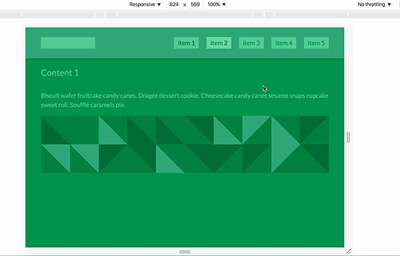 Responsive ▼ 824 x 569 100% ▼ No throttling ▼
item 1 item 2 item 3 item 4 item 5
Content 1
Biscuit wafer fruitcake candy canes. Dragée dessert cookie. Cheesecake candy canes sesame snaps cupcake
sweet roll. Soufflé caramels pie.